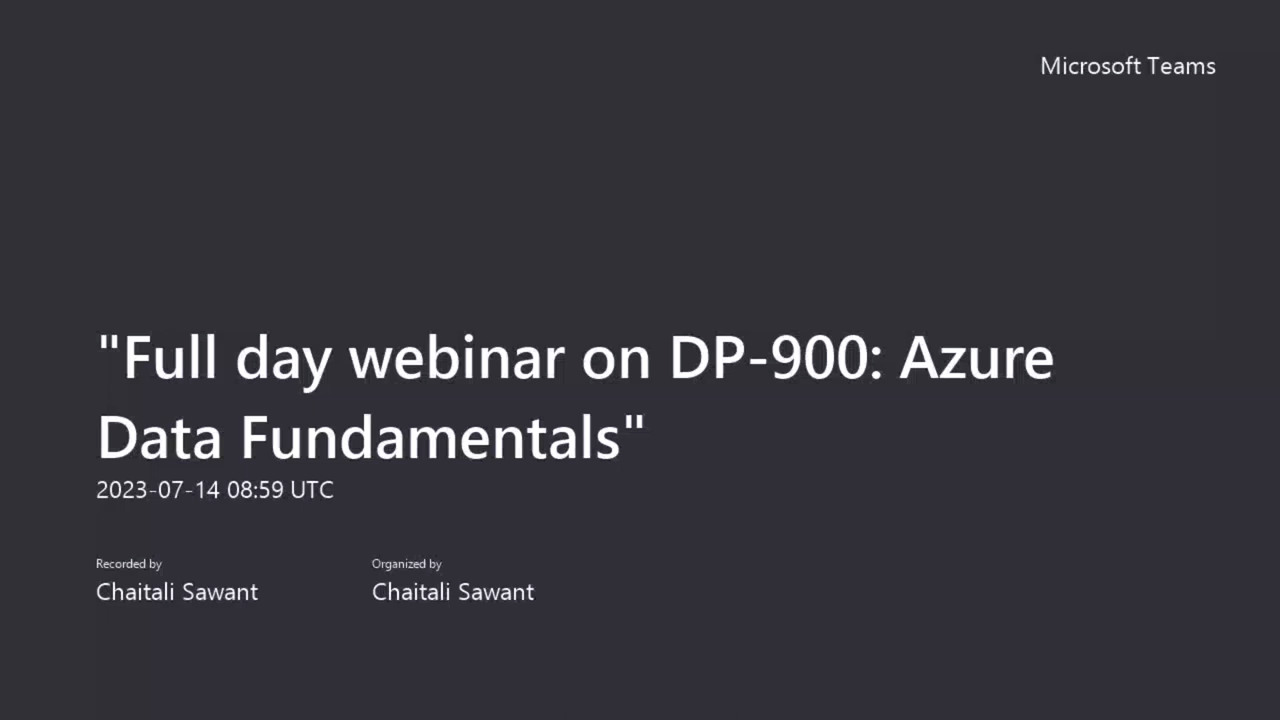 Microsoft Teams
"Full day webinar on DP-900: Azure
Data Fundamentals"
2023-07-14 08:59 UTC
Recorded by
Chaitali Sawant
Organized by
Chaitali Sawant